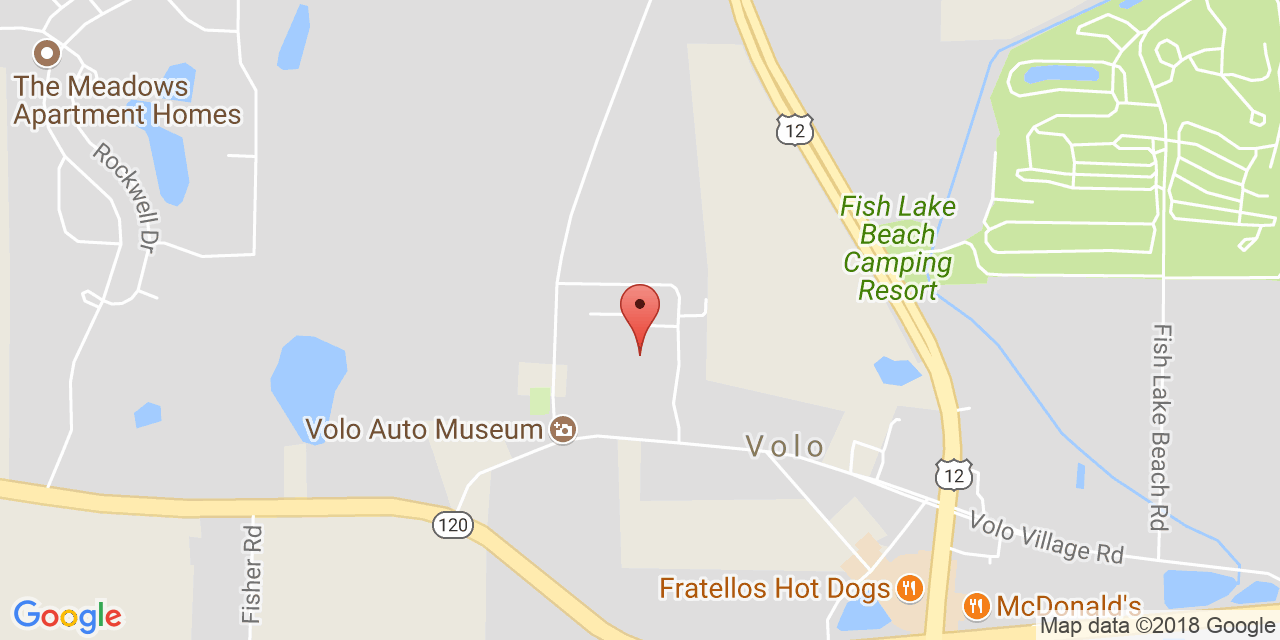 The Meadows
Apartment Homes
Rockwell Dr
12
Fish Lake
Beach
Camping
Resort
Fish Lake Beach Rd
Volo Auto Museum
Volo
12
120
Volo Village Rd
Fisher Rd
Fratellos Hot Dogs
McDonald's
Google
Map data ©2018 Google